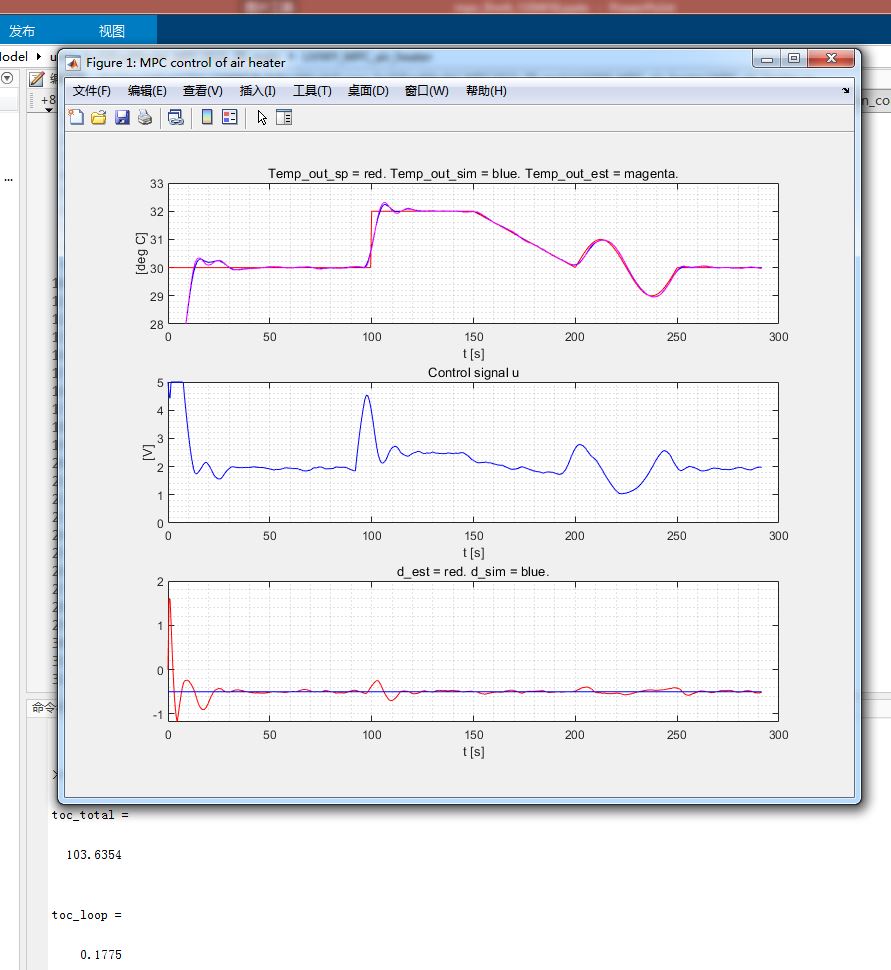 发布 视图
odel
Figure 1: MPC control of air heater
文件(F) 编辑(E) 查看(V) 插入(I) 工具(T) 桌面(D) 窗口(W) 帮助(H)
+8
n_co
...
Temp_out_sp = red. Temp_out_sim = blue. Temp_out_est = magenta.
33
32
31
30
29
28
[deg C]
0 50 100 150 200 250 300
t [s]
Control signal u
5
4
3
2
1
0
[V]
0 50 100 150 200 250 300
t [s]
d_est = red. d_sim = blue.
2
1
0
-1
0 50 100 150 200 250 300
t [s]
命令
toc_total =
103.6354
toc_loop =
0.1775